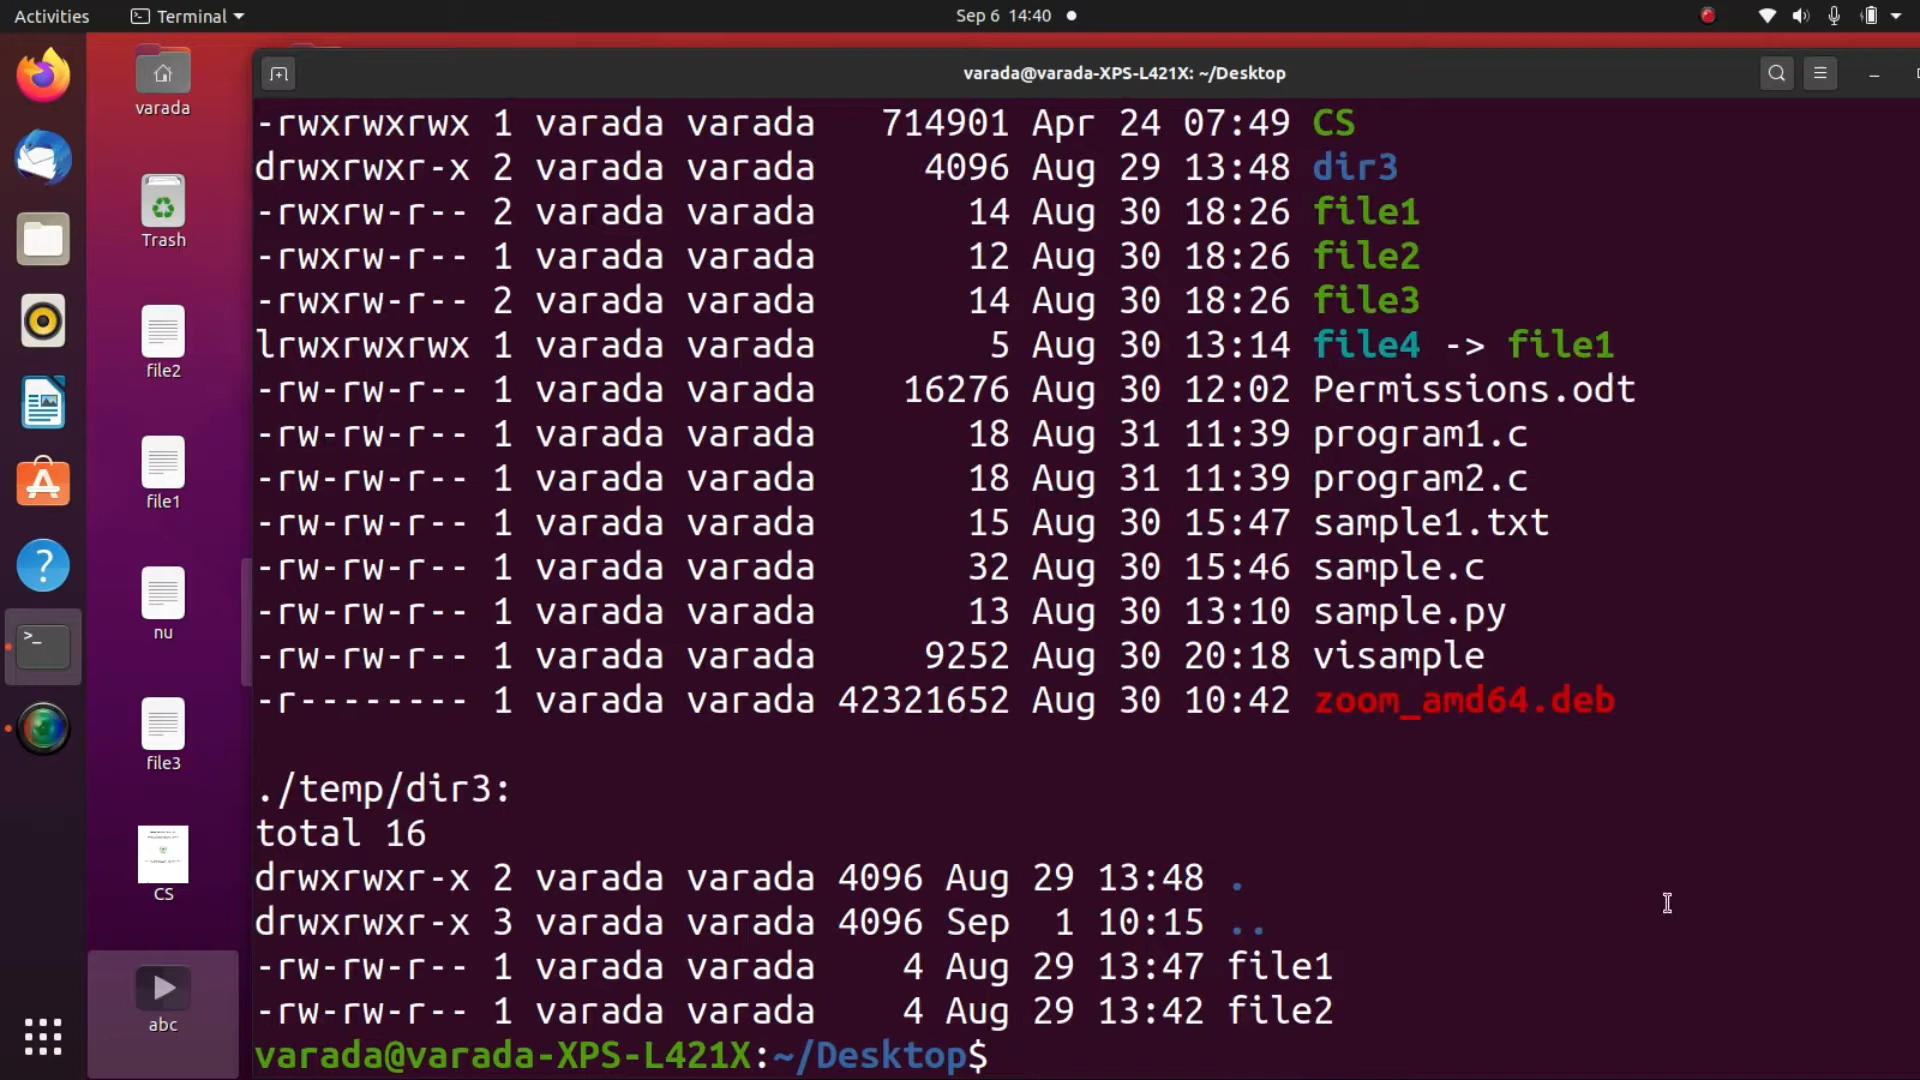 Activities Terminal Sep 6 14:40
varada
Trash
file2
file1
nu
file3
CS
abc
varada@varada-XPS-L421X: ~/Desktop
-rwxrwxrwx 1 varada varada 714901 Apr 24 07:49 CS
drwxrwxr-x 2 varada varada 4096 Aug 29 13:48 dir3
-rwxrw-r-- 2 varada varada 14 Aug 30 18:26 file1
-rwxrw-r-- 1 varada varada 12 Aug 30 18:26 file2
-rwxrw-r-- 2 varada varada 14 Aug 30 18:26 file3
lrwxrwxrwx 1 varada varada 5 Aug 30 13:14 file4 -> file1
-rw-rw-r-- 1 varada varada 16276 Aug 30 12:02 Permissions.odt
-rw-rw-r-- 1 varada varada 18 Aug 31 11:39 program1.c
-rw-rw-r-- 1 varada varada 18 Aug 31 11:39 program2.c
-rw-rw-r-- 1 varada varada 15 Aug 30 15:47 sample1.txt
-rw-rw-r-- 1 varada varada 32 Aug 30 15:46 sample.c
-rw-rw-r-- 1 varada varada 13 Aug 30 13:10 sample.py
-rw-rw-r-- 1 varada varada 9252 Aug 30 20:18 visample
-r-------- 1 varada varada 42321652 Aug 30 10:42 zoom_amd64.deb
./temp/dir3:
total 16
drwxrwxr-x 2 varada varada 4096 Aug 29 13:48 .
drwxrwxr-x 3 varada varada 4096 Sep 1 10:15 ..
-rw-rw-r-- 1 varada varada 4 Aug 29 13:47 file1
-rw-rw-r-- 1 varada varada 4 Aug 29 13:42 file2
varada@varada-XPS-L421X:~/Desktop$